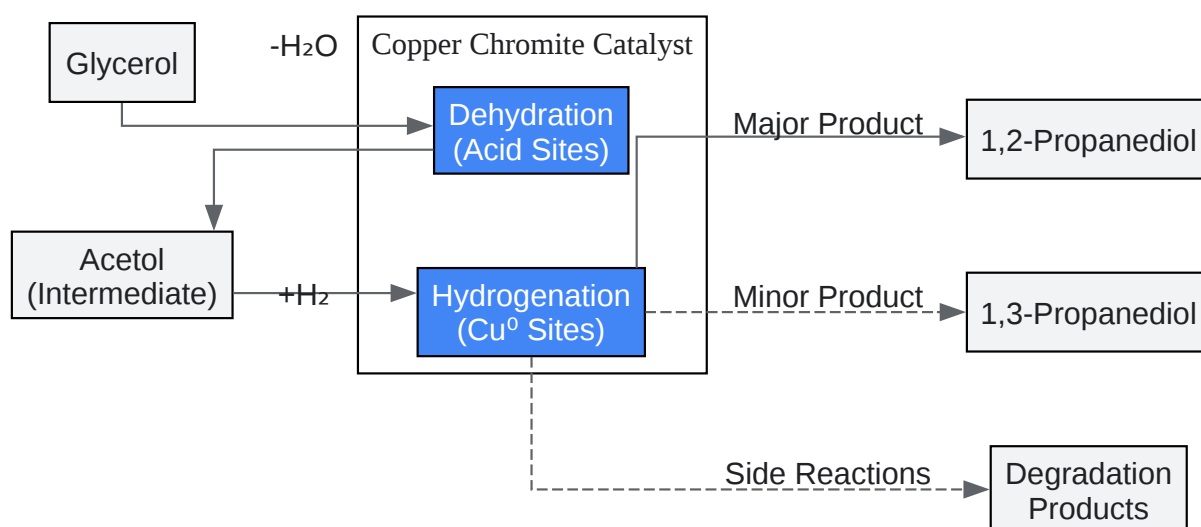 Glycerol
-H₂O
Copper Chromite Catalyst
Dehydration
(Acid Sites)
Major Product
1,2-Propanediol
Acetol
(Intermediate)
+H₂
Hydrogenation
(Cu⁰ Sites)
Minor Product
1,3-Propanediol
Side Reactions
Degradation
Products